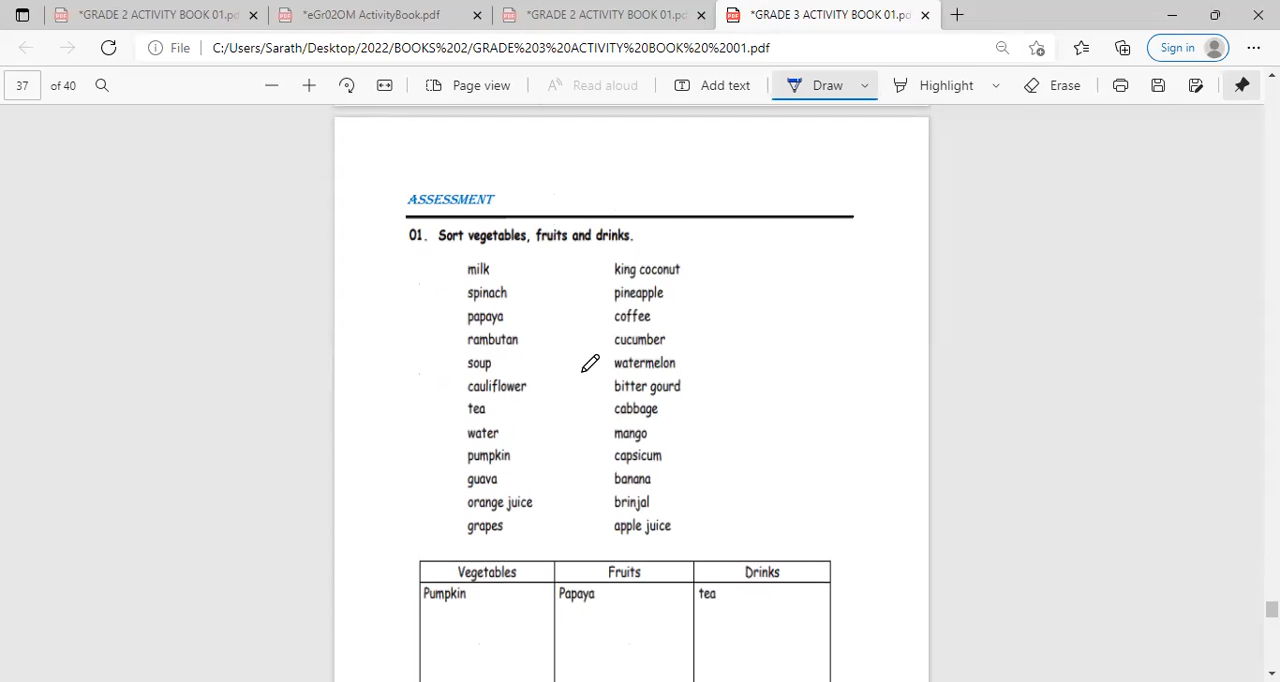 *GRADE 2 ACTIVITY BOOK 01.pd
*eGr02OM ActivityBook.pdf
*GRADE 2 ACTIVITY BOOK 01.pd
*GRADE 3 ACTIVITY BOOK 01.pd
File
C:/Users/Sarath/Desktop/2022/BOOKS%202/GRADE%203%20ACTIVITY%20BOOK%20%2001.pdf
Sign in
37 of 40
Page view
Read aloud
Add text
Draw
Highlight
Erase
ASSESSMENT
01. Sort vegetables, fruits and drinks.
milk king coconut
spinach pineapple
papaya coffee
rambutan cucumber
soup watermelon
cauliflower bitter gourd
tea cabbage
water mango
pumpkin capsicum
guava banana
orange juice brinjal
grapes apple juice
Vegetables Fruits Drinks
Pumpkin Papaya tea